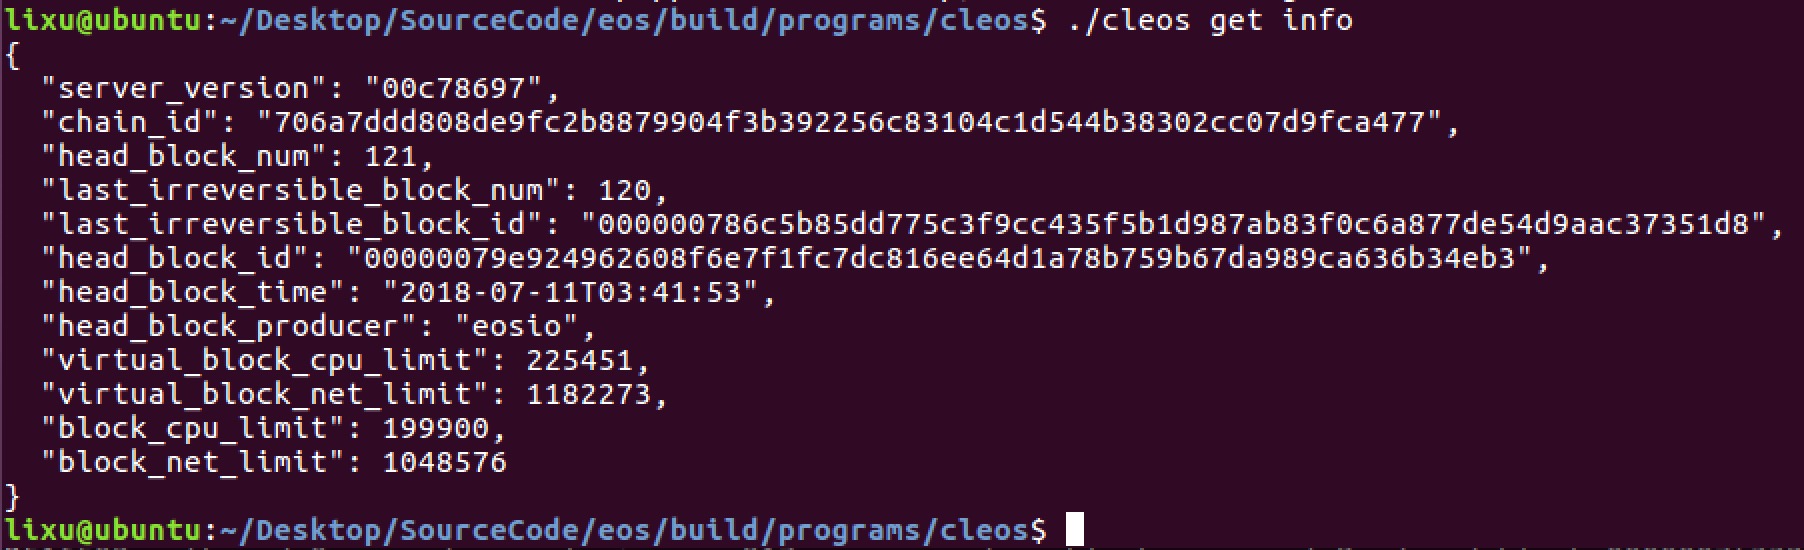 lixu@ubuntu:~/Desktop/SourceCode/eos/build/programs/cleos$ ./cleos get info
{
  "server_version": "00c78697",
  "chain_id": "706a7ddd808de9fc2b8879904f3b392256c83104c1d544b38302cc07d9fca477",
  "head_block_num": 121,
  "last_irreversible_block_num": 120,
  "last_irreversible_block_id": "000000786c5b85dd775c3f9cc435f5b1d987ab83f0c6a877de54d9aac37351d8",
  "head_block_id": "00000079e924962608f6e7f1fc7dc816ee64d1a78b759b67da989ca636b34eb3",
  "head_block_time": "2018-07-11T03:41:53",
  "head_block_producer": "eosio",
  "virtual_block_cpu_limit": 225451,
  "virtual_block_net_limit": 1182273,
  "block_cpu_limit": 199900,
  "block_net_limit": 1048576
}
lixu@ubuntu:~/Desktop/SourceCode/eos/build/programs/cleos$